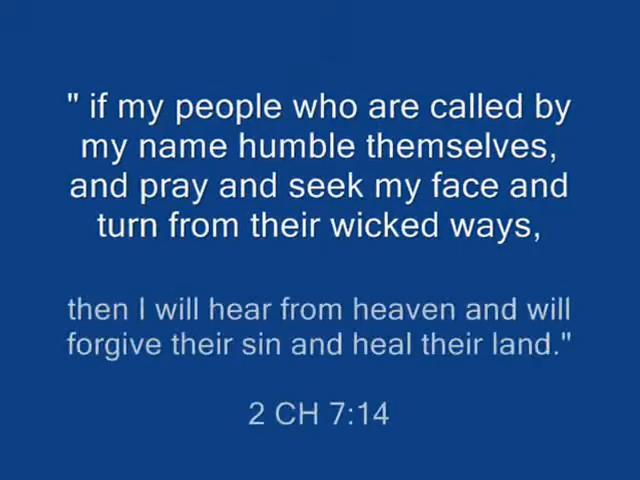 " if my people who are called by
my name humble themselves,
and pray and seek my face and
turn from their wicked ways,
then I will hear from heaven and will
forgive their sin and heal their land."
2 CH 7:14